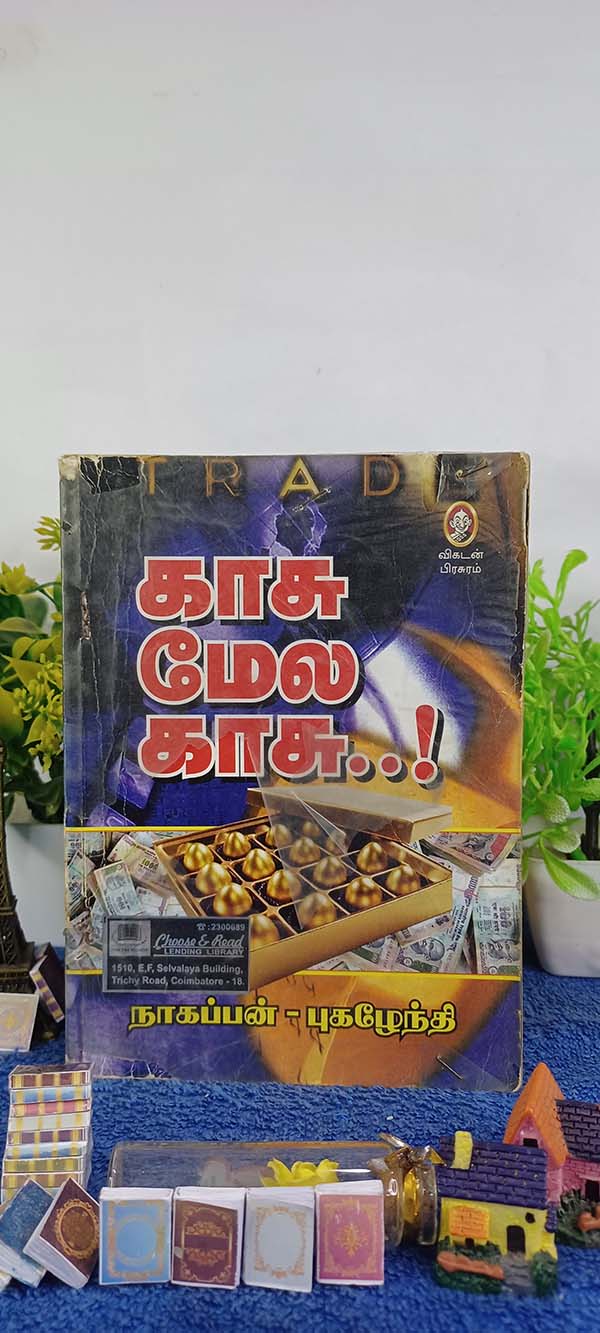 TRADE
விகடன்
பிரசுரம்
காசு
மேல
காசு..!
☎:2300689
Choose & Read
LENDING LIBRARY
1510, E,F, Selvalaya Building,
Trichy Road, Coimbatore - 18.
நாகப்பன் - புகழேந்தி